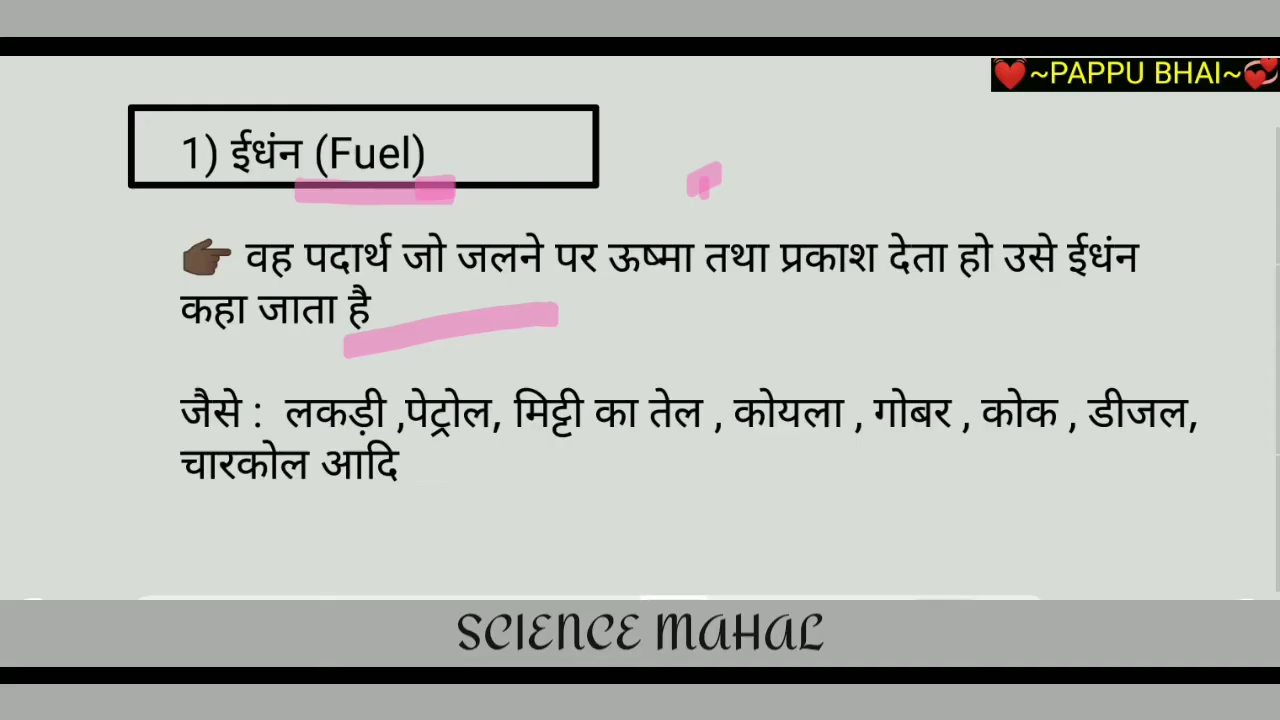 ❤️~PAPPU BHAI~💞
1) ईधंन (Fuel)
👉🏿 वह पदार्थ जो जलने पर ऊष्मा तथा प्रकाश देता हो उसे ईधंन
कहा जाता है
जैसे : लकड़ी ,पेट्रोल, मिट्टी का तेल , कोयला , गोबर , कोक , डीजल,
चारकोल आदि
SCIENCE MAHAL